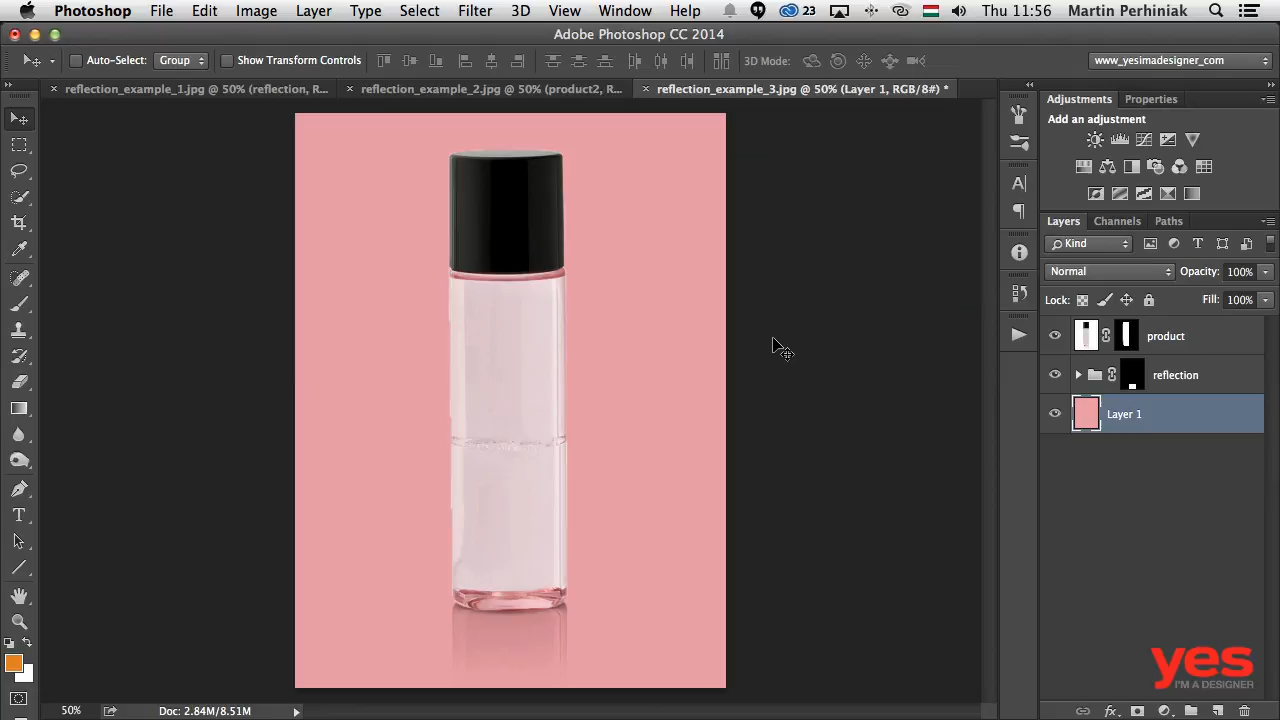 Photoshop File Edit Image Layer Type Select Filter 3D View Window Help 23 Thu 11:56 Martin Perhiniak
Adobe Photoshop CC 2014
Auto-Select: Group Show Transform Controls 3D Mode: www.yesimadesigner.com
reflection_example_1.jpg @ 50% (reflection, R... reflection_example_2.jpg @ 50% (product2, R... reflection_example_3.jpg @ 50% (Layer 1, RGB/8#) *
Adjustments Properties
Add an adjustment
Layers Channels Paths
Kind
Normal Opacity: 100%
Lock: Fill: 100%
product
reflection
Layer 1
yes
I'M A DESIGNER
50% Doc: 2.84M/8.51M